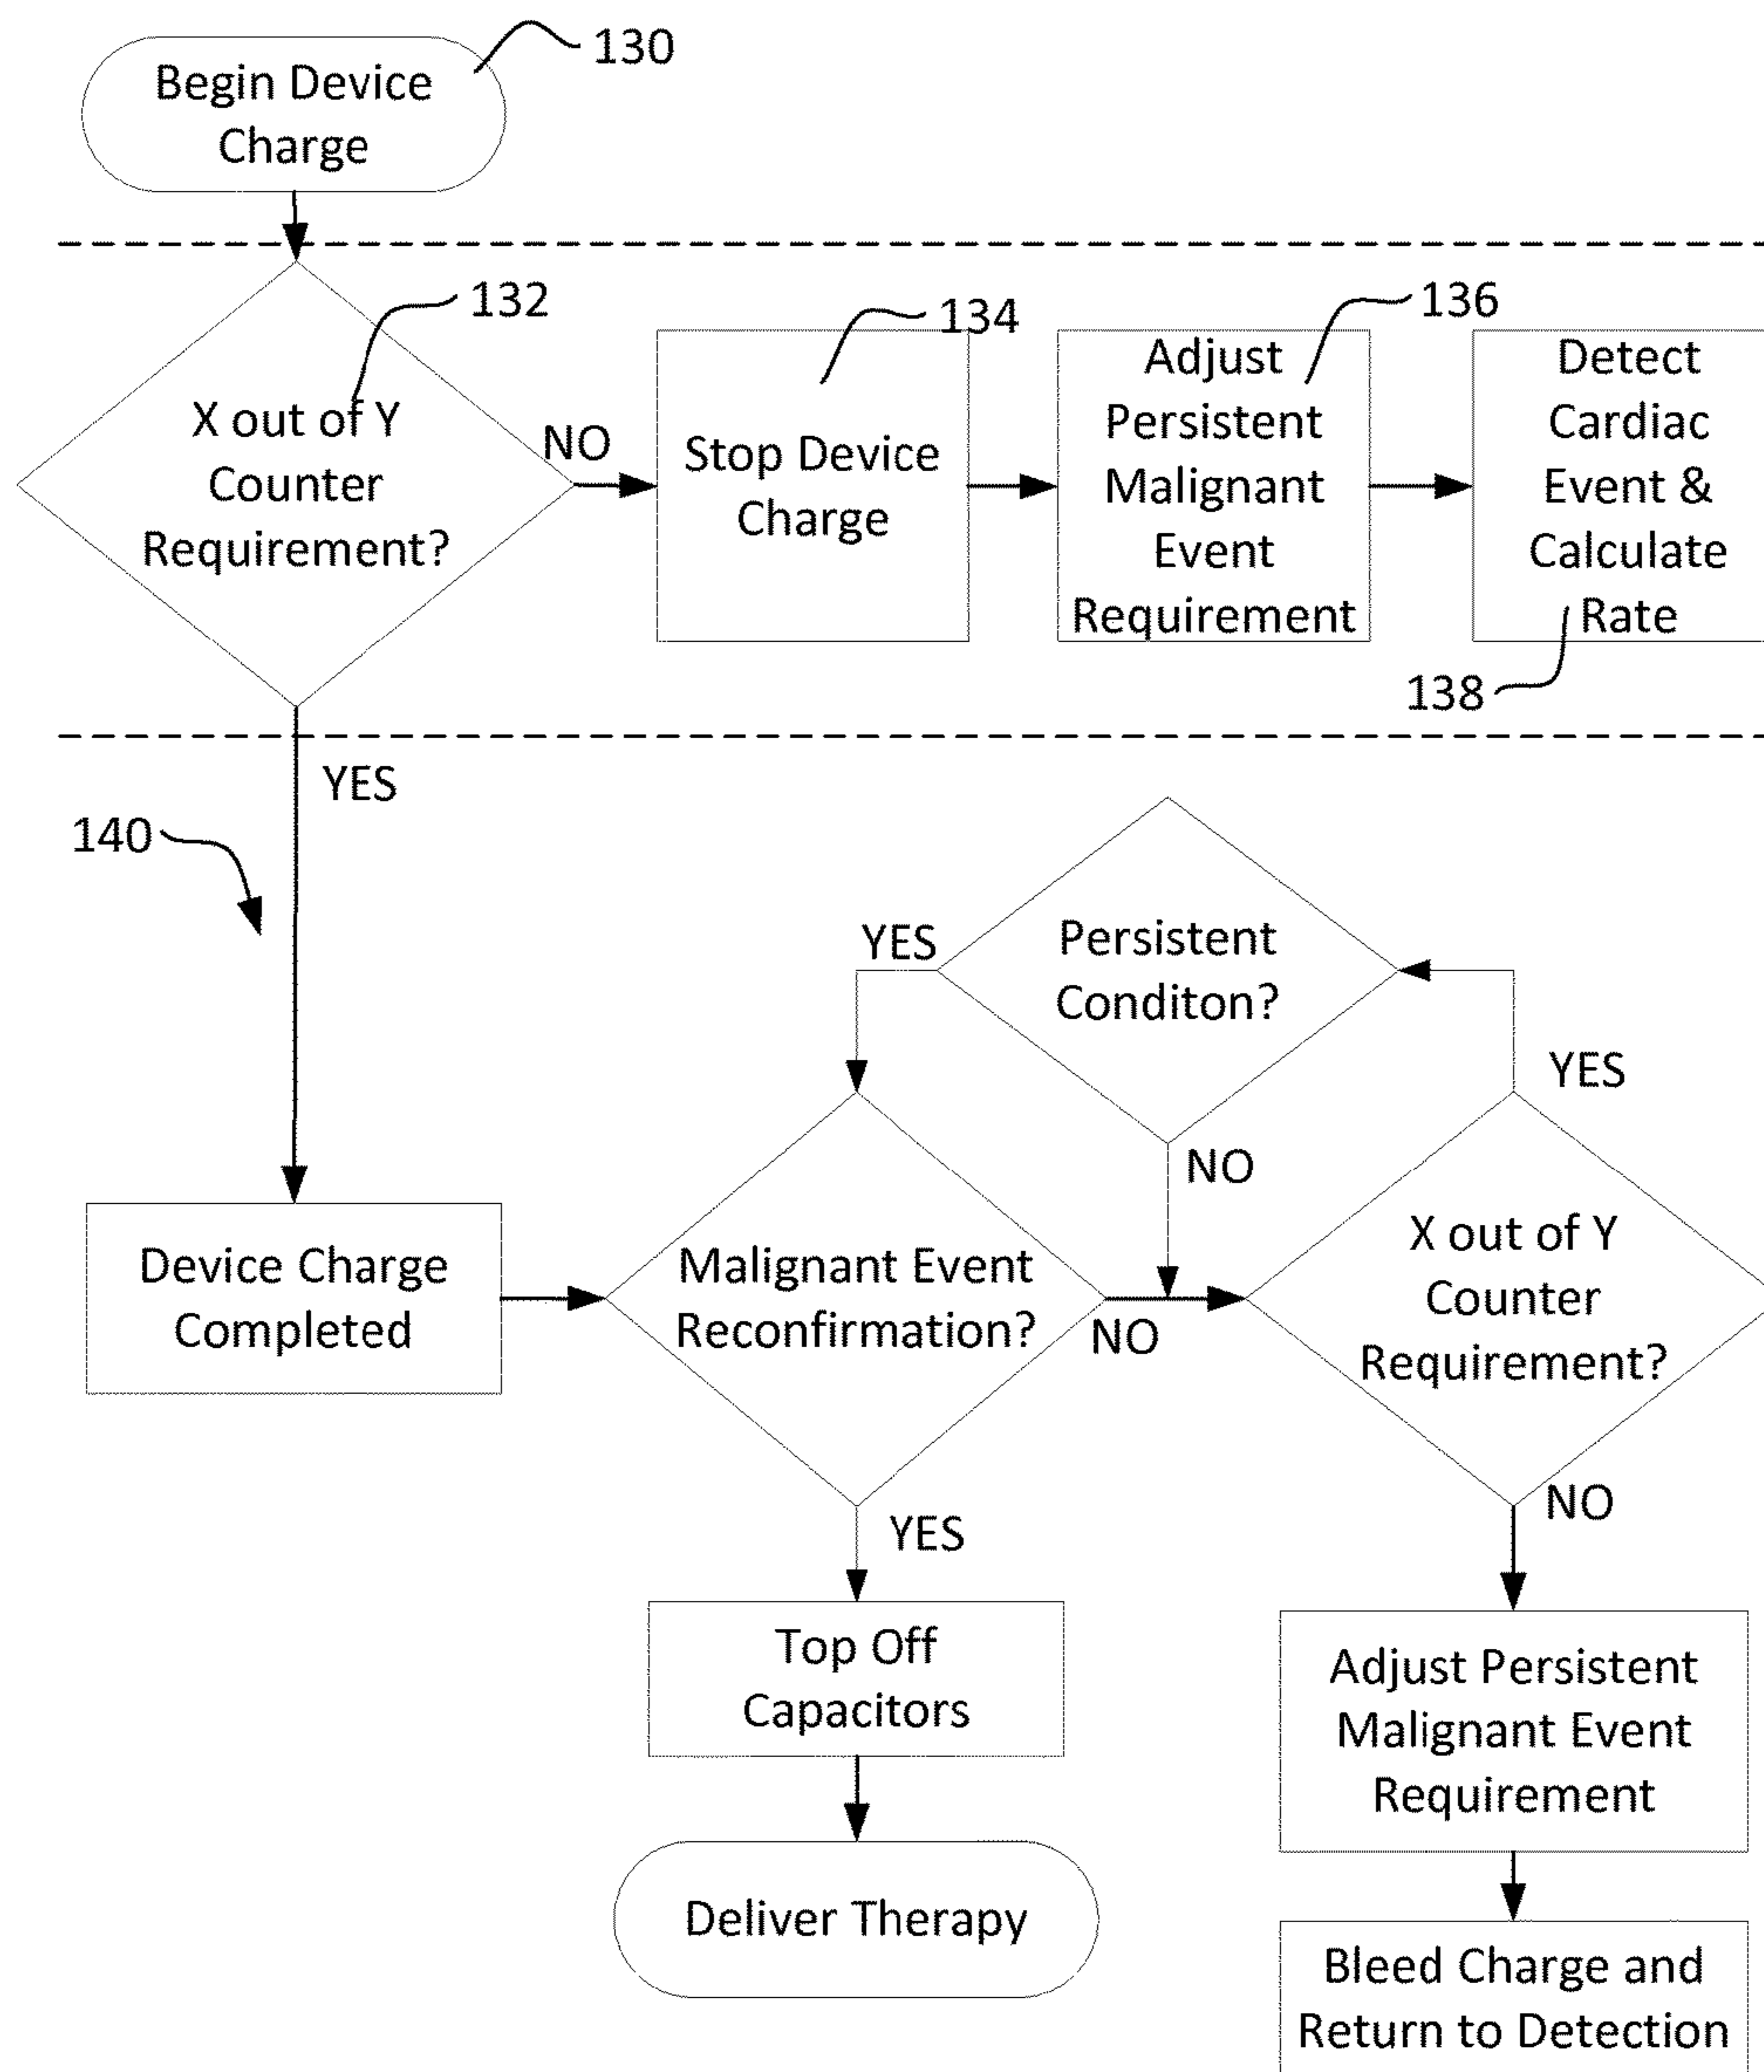 Begin Device
Charge
130
132
X out of Y
Counter
Requirement?
NO
134
Stop Device
Charge
136
Adjust
Persistent
Malignant
Event
Requirement
Detect
Cardiac
Event &
Calculate
Rate
138
YES
140
Persistent
Conditon?
YES
YES
NO
Device Charge
Completed
Malignant Event
Reconfirmation?
NO
X out of Y
Counter
Requirement?
YES
NO
Top Off
Capacitors
Adjust Persistent
Malignant Event
Requirement
Deliver Therapy
Bleed Charge and
Return to Detection